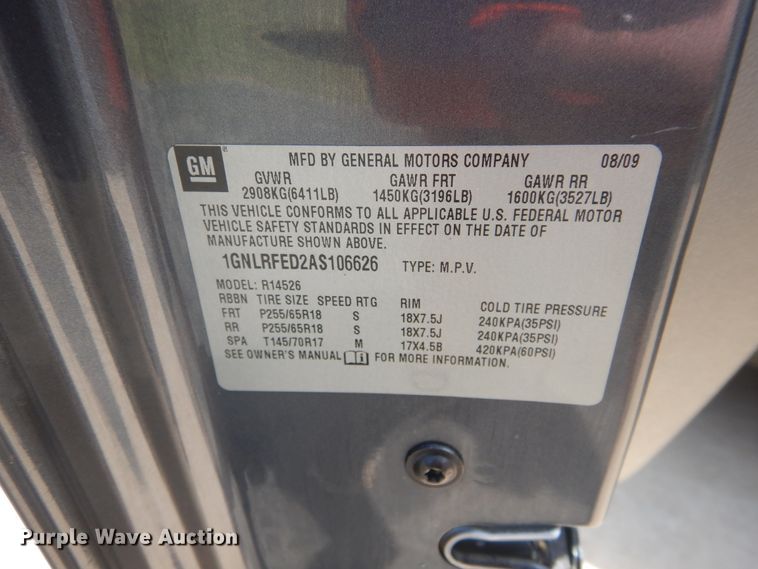 GM MFD BY GENERAL MOTORS COMPANY 08/09
GVWR GAWR FRT GAWR RR
2908KG(6411LB) 1450KG(3196LB) 1600KG(3527LB)
THIS VEHICLE CONFORMS TO ALL APPLICABLE U.S. FEDERAL MOTOR
VEHICLE SAFETY STANDARDS IN EFFECT ON THE DATE OF
MANUFACTURE SHOWN ABOVE.
1GNLRFED2AS106626 TYPE: M.P.V.
MODEL: R14526
RBBN TIRE SIZE SPEED RTG RIM COLD TIRE PRESSURE
FRT P255/65R18 S 18X7.5J 240KPA(35PSI)
RR P255/65R18 S 18X7.5J 240KPA(35PSI)
SPA T145/70R17 M 17X4.5B 420KPA(60PSI)
SEE OWNER'S MANUAL FOR MORE INFORMATION.
Purple Wave Auction
Purple Wave Auction